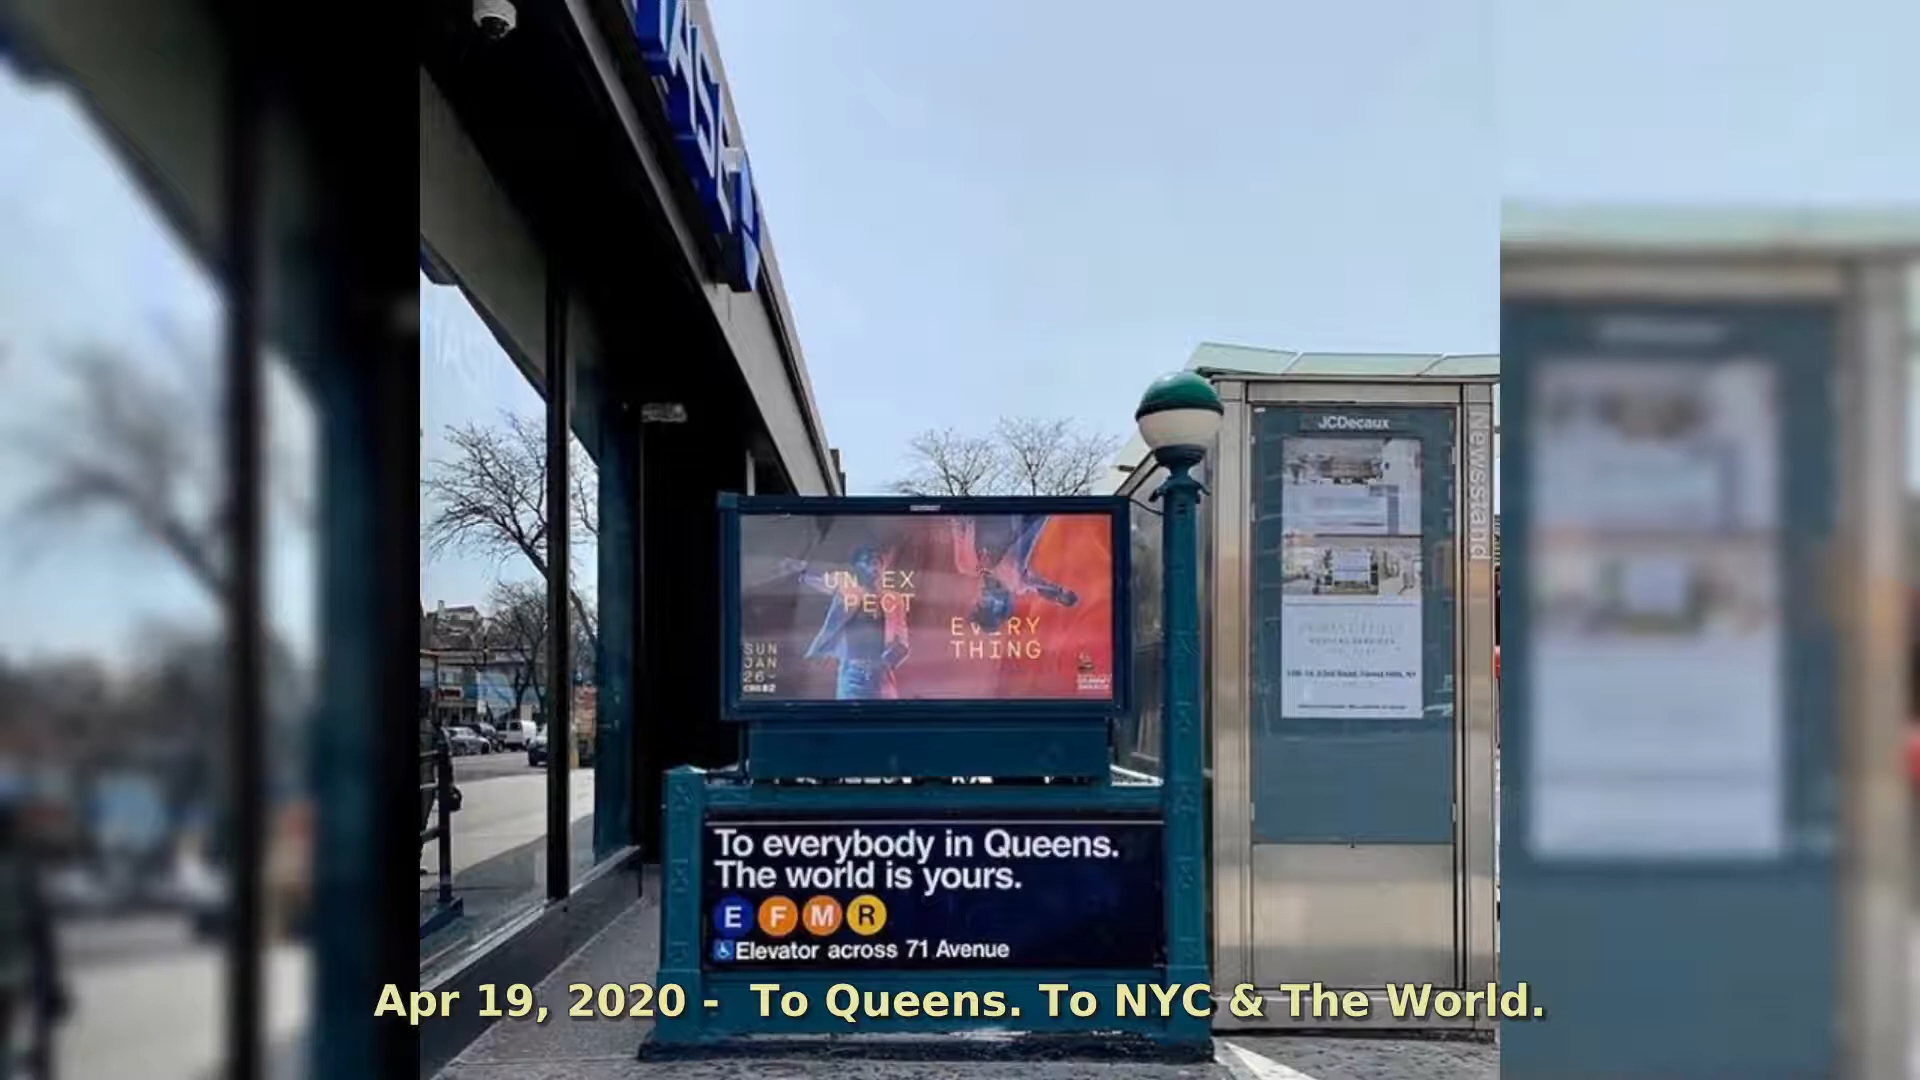 JCDecaux
Newsstand
UN EX
PECT
EVERY
THING
SUN
JAN
26
To everybody in Queens.
The world is yours.
E F M R
Elevator across 71 Avenue
Apr 19, 2020 - To Queens. To NYC & The World.